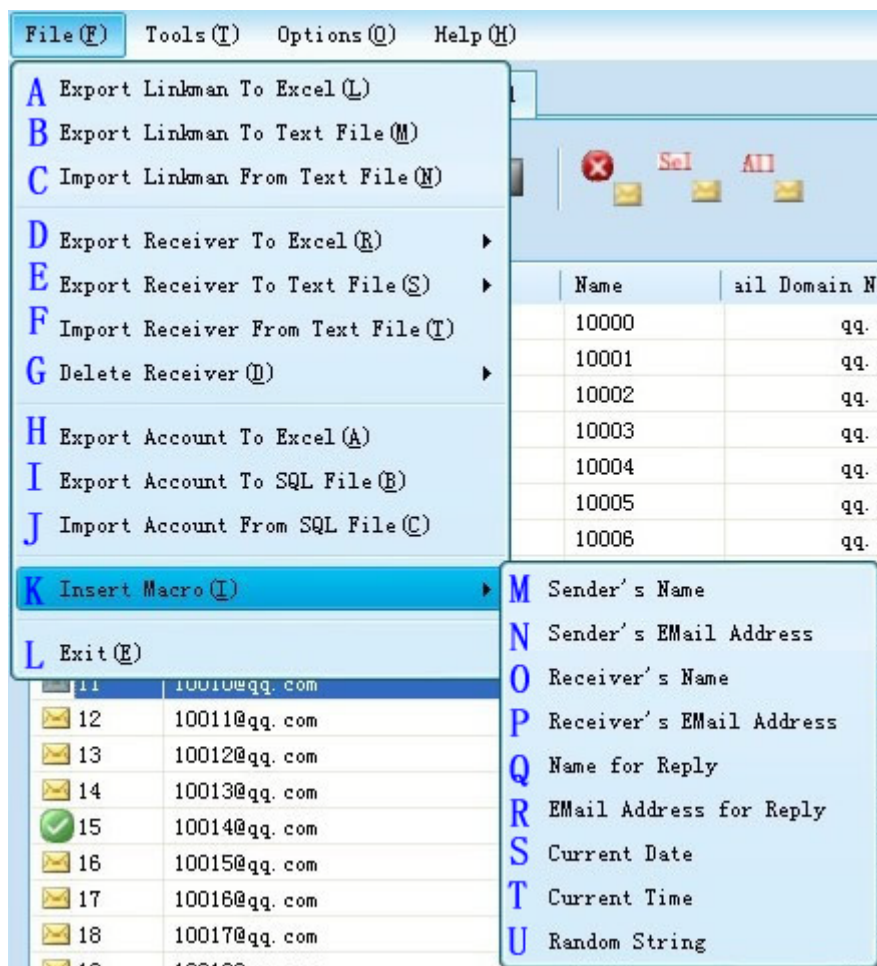 File(F) Tools(T) Options(O) Help(H)
A Export Linkman To Excel(L)
B Export Linkman To Text File(M)
C Import Linkman From Text File(N)
Sel All
D Export Receiver To Excel(R)
E Export Receiver To Text File(S)
F Import Receiver From Text File(T)
G Delete Receiver(D)
H Export Account To Excel(A)
I Export Account To SQL File(B)
J Import Account From SQL File(C)
K Insert Macro(I)
L Exit(E)
Name ail Domain N
10000 qq.
10001 qq.
10002 qq.
10003 qq.
10004 qq.
10005 qq.
10006 qq.
M Sender's Name
N Sender's EMail Address
O Receiver's Name
P Receiver's EMail Address
Q Name for Reply
R EMail Address for Reply
S Current Date
T Current Time
U Random String
11 10010@qq.com
12 10011@qq.com
13 10012@qq.com
14 10013@qq.com
15 10014@qq.com
16 10015@qq.com
17 10016@qq.com
18 10017@qq.com